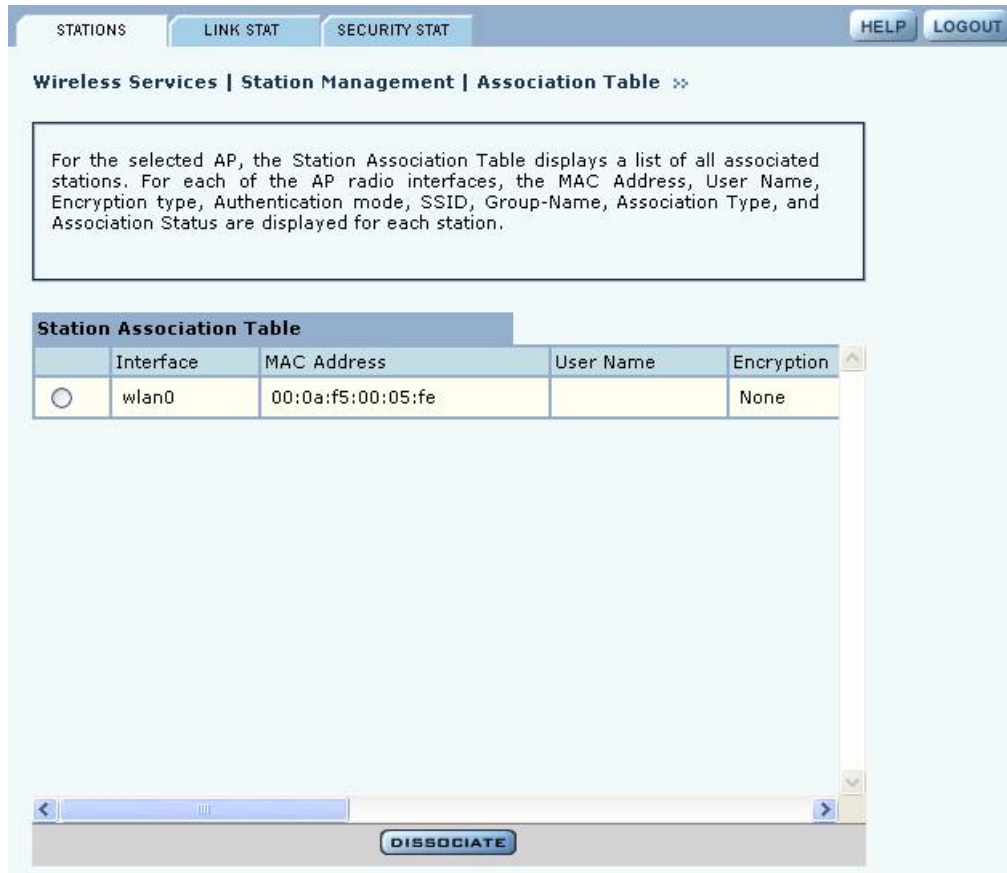 STATIONS LINK STAT SECURITY STAT HELP LOGOUT
Wireless Services | Station Management | Association Table »
For the selected AP, the Station Association Table displays a list of all associated
stations. For each of the AP radio interfaces, the MAC Address, User Name,
Encryption type, Authentication mode, SSID, Group-Name, Association Type, and
Association Status are displayed for each station.
Station Association Table
Interface MAC Address User Name Encryption
wlan0 00:0a:f5:00:05:fe None
DISSOCIATE